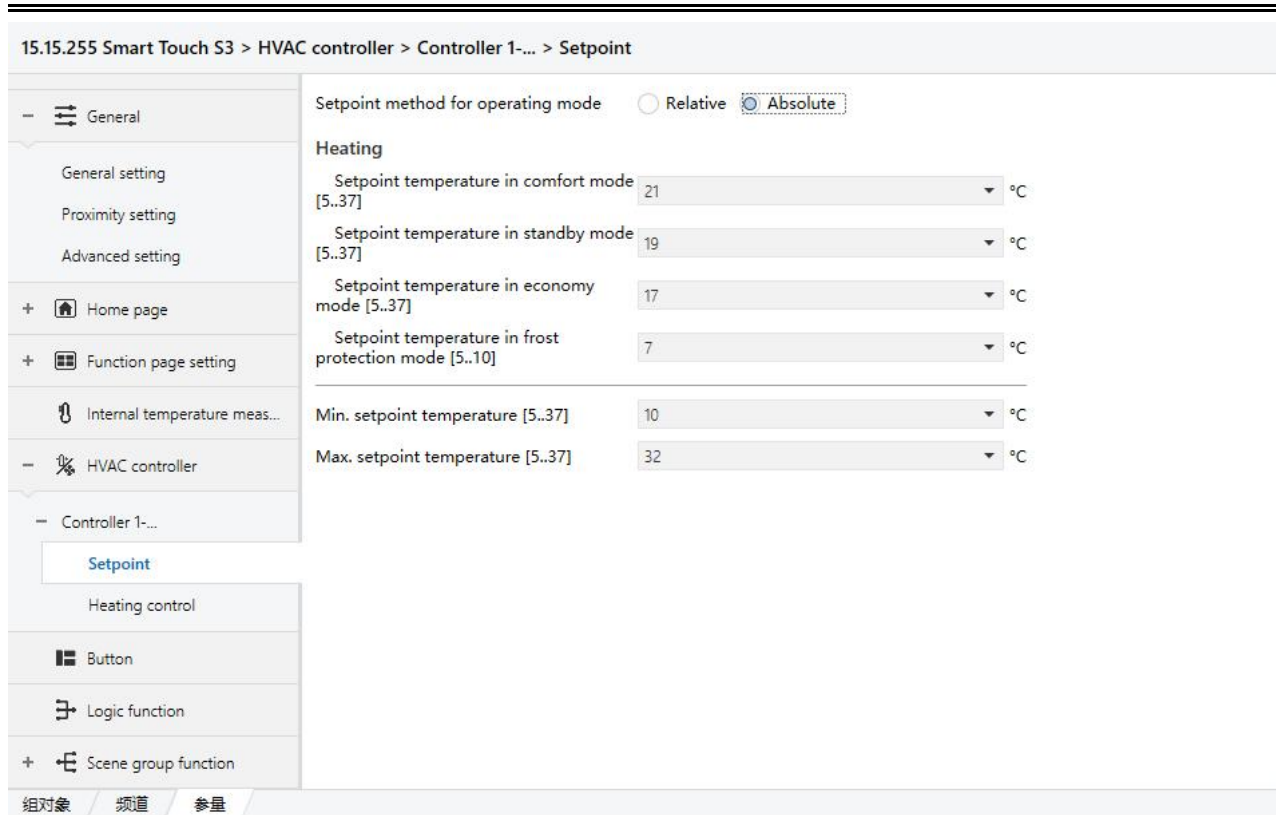 15.15.255 Smart Touch S3 > HVAC controller > Controller 1-... > Setpoint
General
General setting
Proximity setting
Advanced setting
Home page
Function page setting
Internal temperature meas...
HVAC controller
Controller 1-...
Setpoint
Heating control
Button
Logic function
Scene group function
Setpoint method for operating mode Relative Absolute
Heating
Setpoint temperature in comfort mode
[5..37] 21 °C
Setpoint temperature in standby mode
[5..37] 19 °C
Setpoint temperature in economy
mode [5..37] 17 °C
Setpoint temperature in frost
protection mode [5..10] 7 °C
Min. setpoint temperature [5..37] 10 °C
Max. setpoint temperature [5..37] 32 °C
组对象 频道 参量